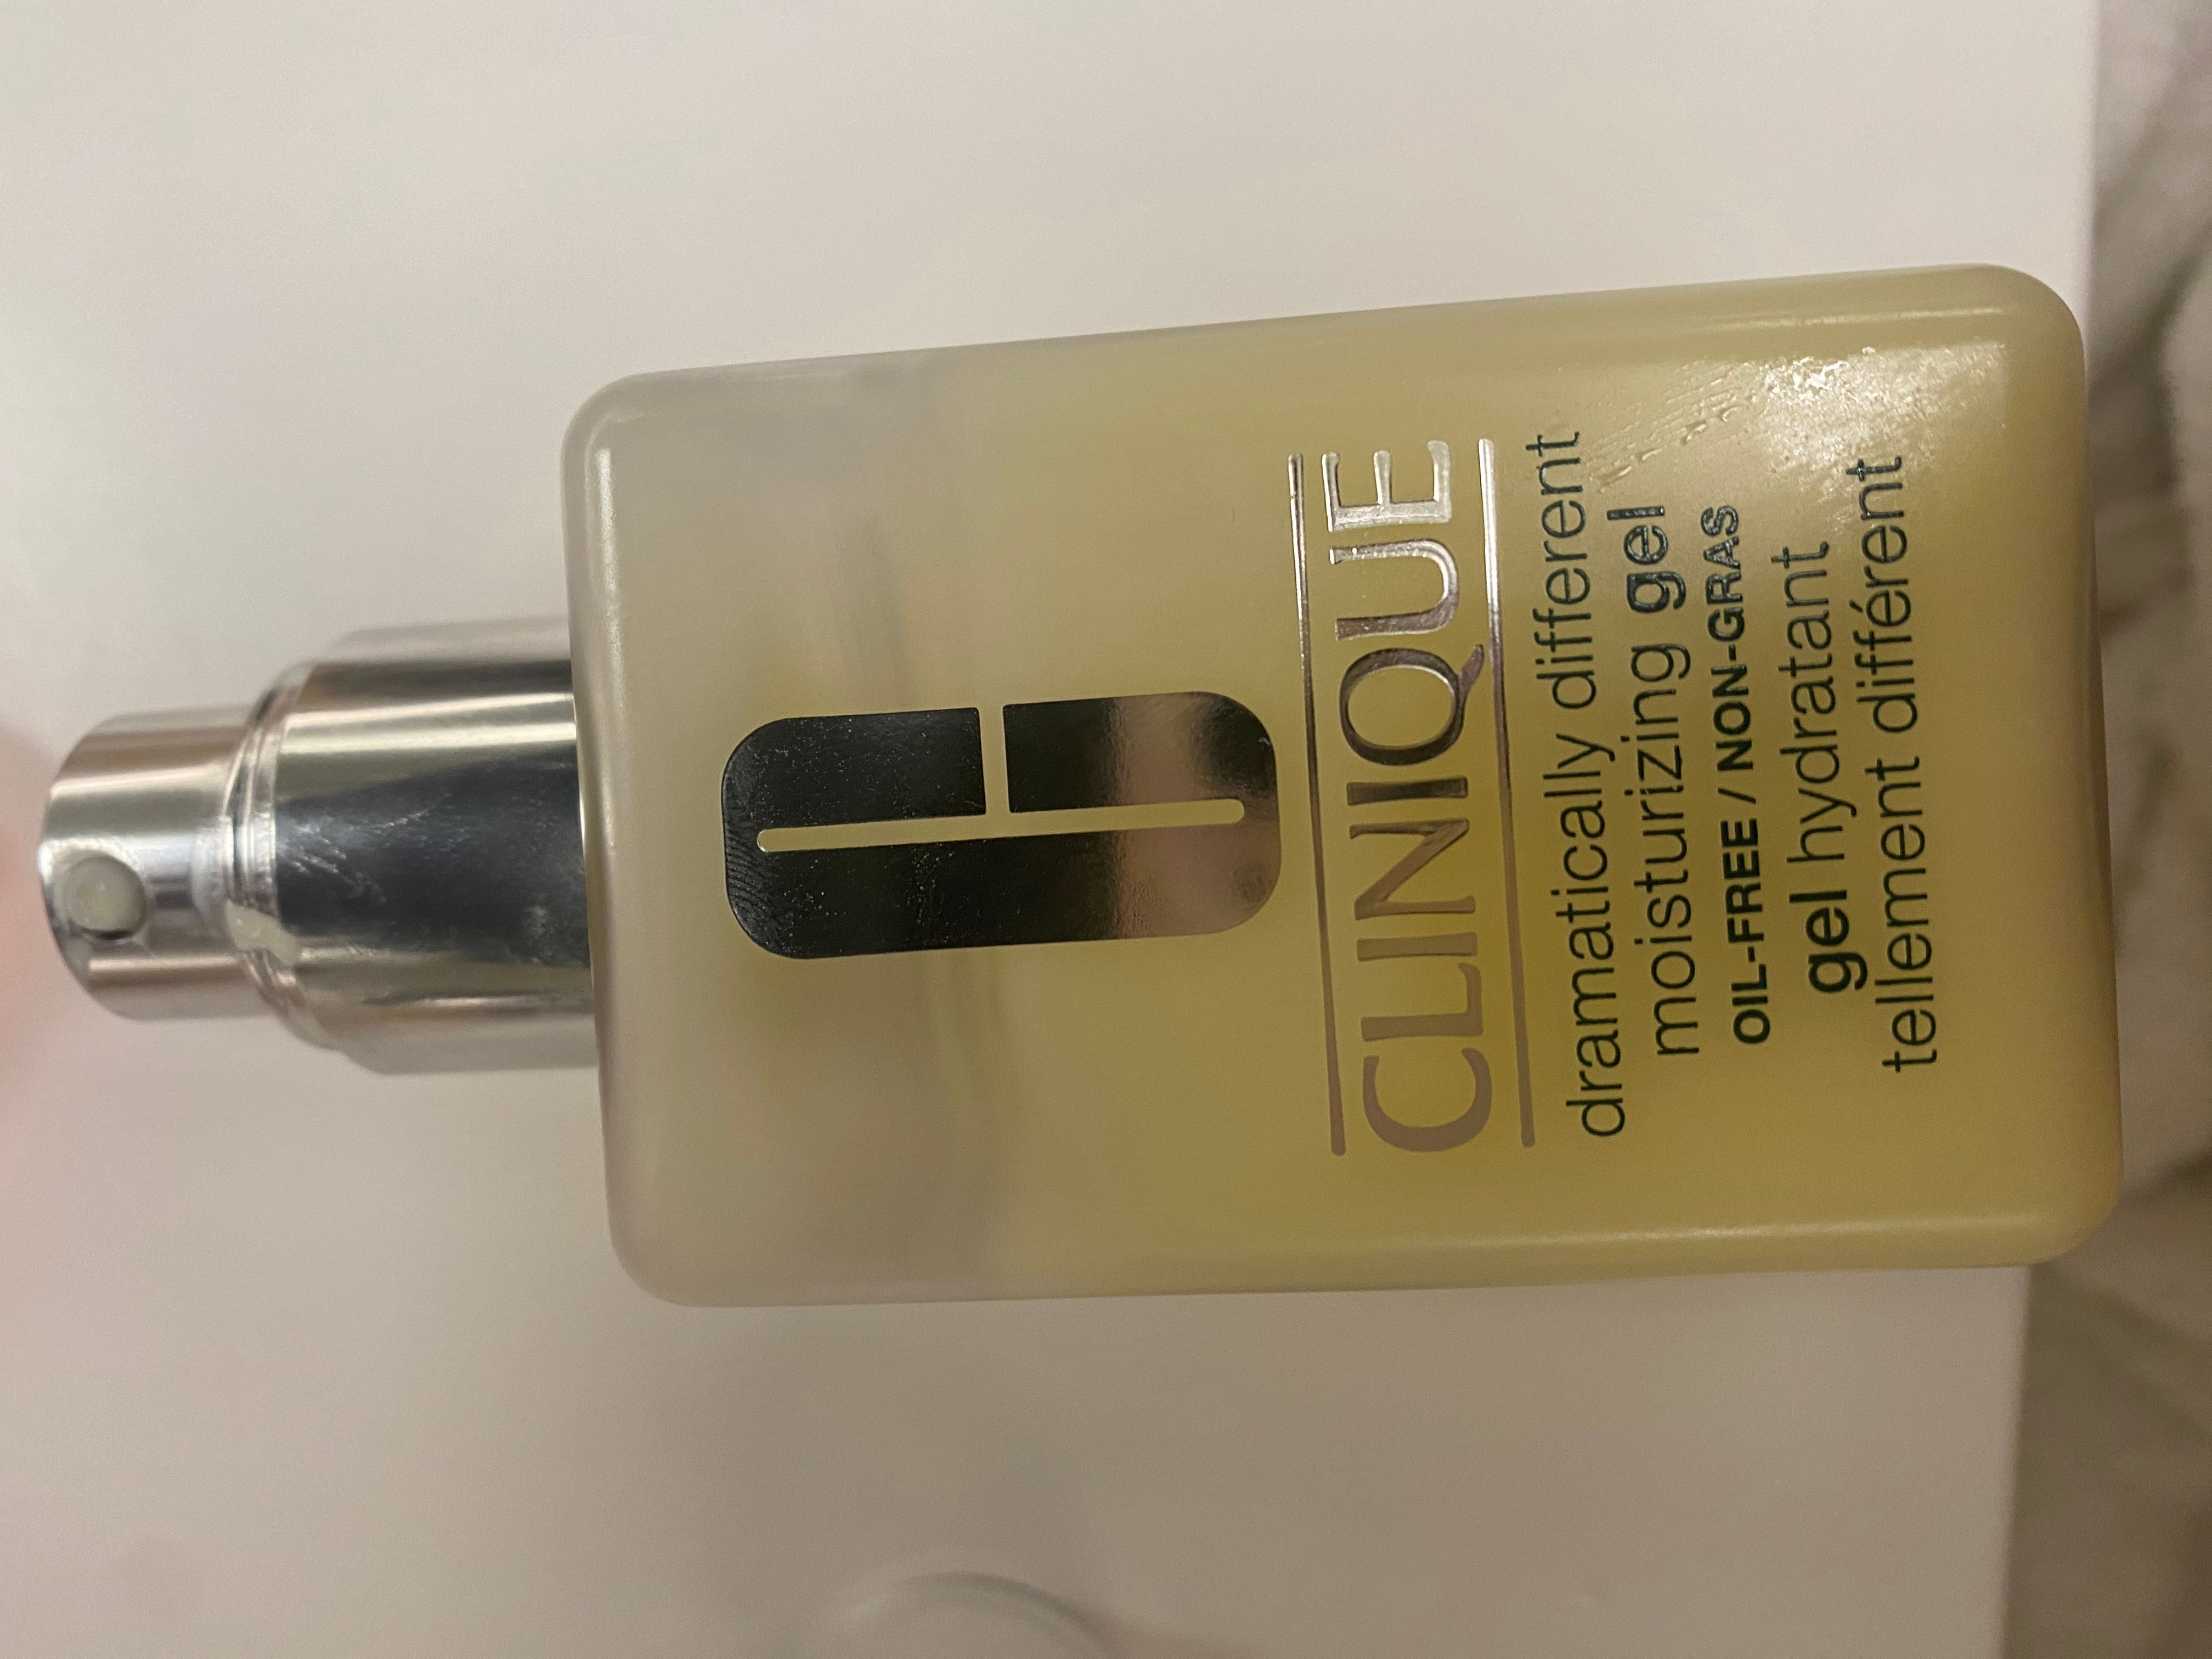 CLINIQUE
dramatically different
moisturizing gel
OIL-FREE / NON-GRAS
gel hydratant
tellement différent